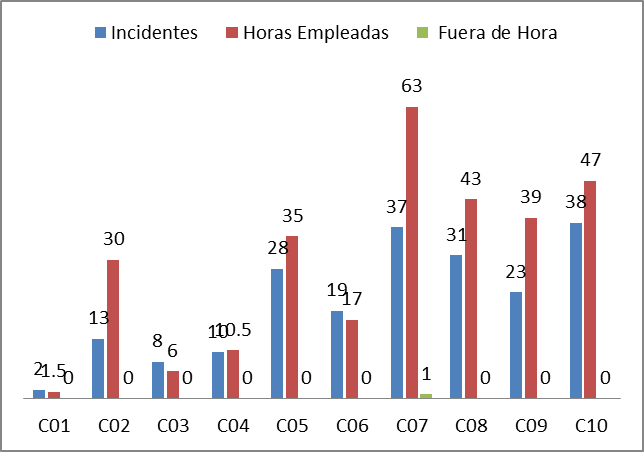 Incidentes Horas Empleadas Fuera de Hora
2 1.5 0
13 30 0
8 6 0
10 10.5 0
28 35 0
19 17 0
37 63 1
31 43 0
23 39 0
38 47 0
C01 C02 C03 C04 C05 C06 C07 C08 C09 C10